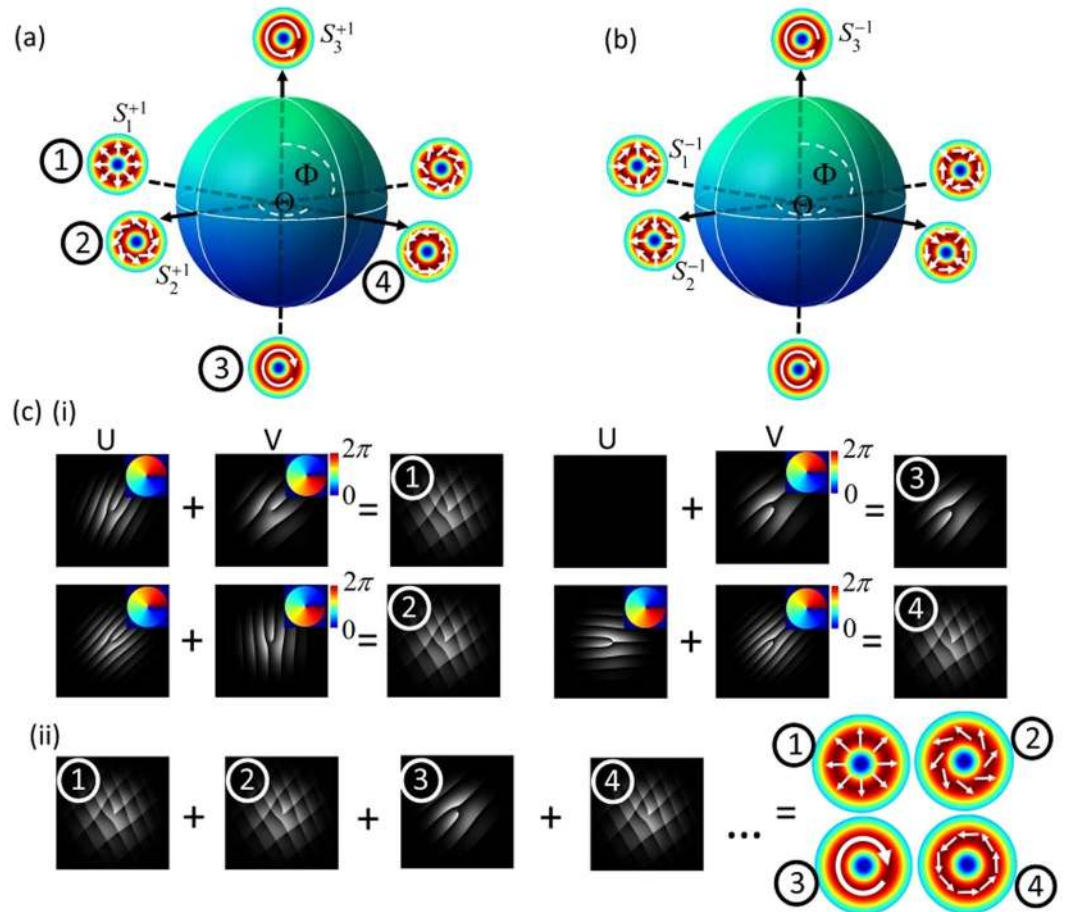 (a)
S_3^{+1}
S_1^{+1}
①
Φ
Θ
②
S_2^{+1}
④
③
(b)
S_3^{-1}
S_1^{-1}
Φ
Θ
S_2^{-1}
(c) (i)
U V U V
+ = ① + = ③
2π 2π
0 0
+ = ② + = ④
2π 2π
0 0
(ii)
① + ② + ③ + ④ ... = ① ②
③ ④